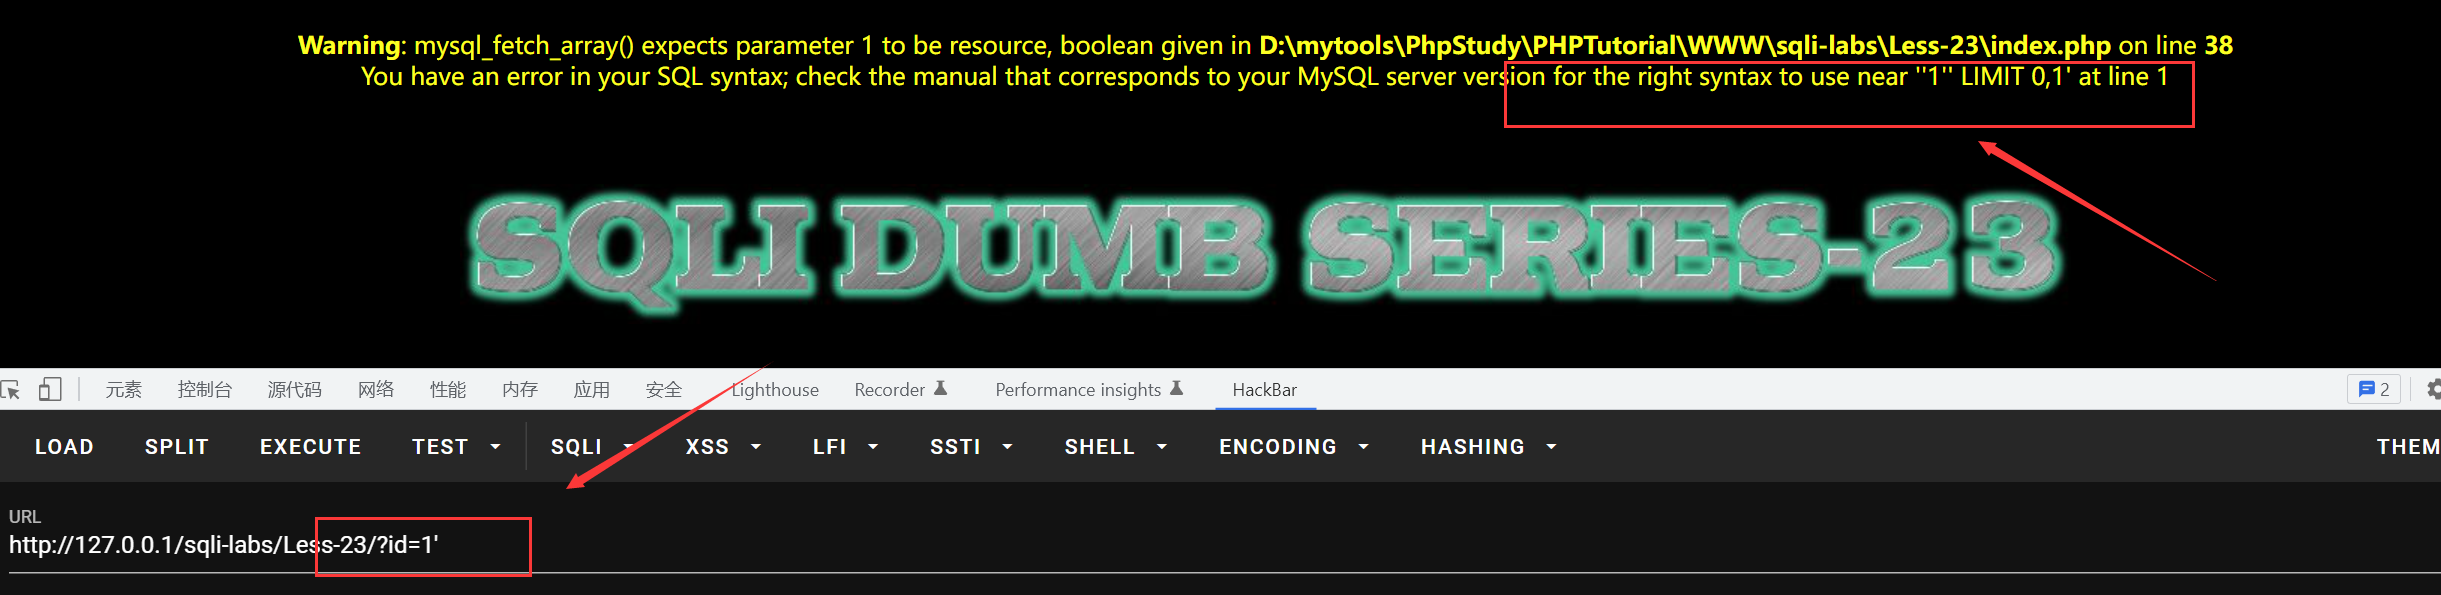 Warning: mysql_fetch_array() expects parameter 1 to be resource, boolean given in D:\mytools\PhpStudy\PHPTutorial\WWW\sqli-labs\Less-23\index.php on line 38
You have an error in your SQL syntax; check the manual that corresponds to your MySQL server version for the right syntax to use near ''1'' LIMIT 0,1' at line 1
SQLI DUMB SERIES-23
元素 控制台 源代码 网络 性能 内存 应用 安全 Lighthouse Recorder Performance insights HackBar 2
LOAD SPLIT EXECUTE TEST SQLI XSS LFI SSTI SHELL ENCODING HASHING THEM
URL
http://127.0.0.1/sqli-labs/Less-23/?id=1'